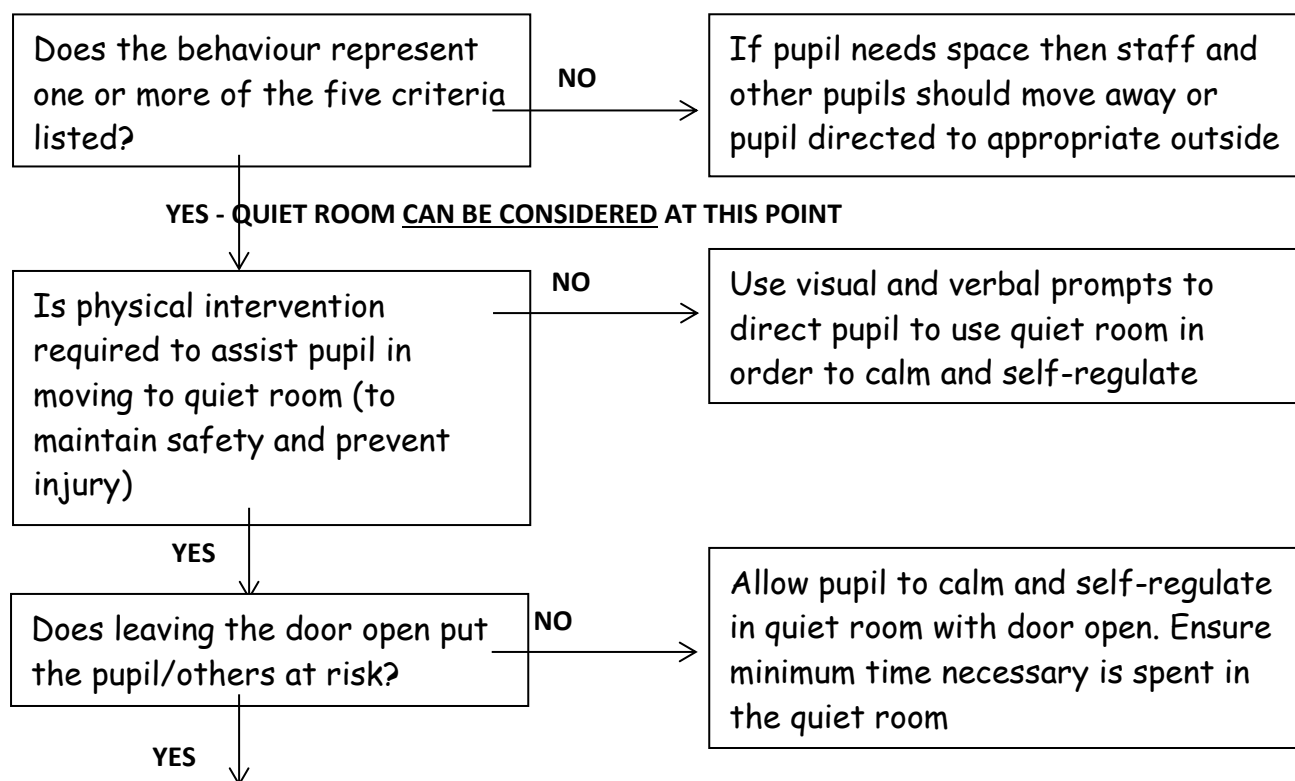 Does the behaviour represent
one or more of the five criteria
listed?
NO
If pupil needs space then staff and
other pupils should move away or
pupil directed to appropriate outside
YES - QUIET ROOM CAN BE CONSIDERED AT THIS POINT
Is physical intervention
required to assist pupil in
moving to quiet room (to
maintain safety and prevent
injury)
NO
Use visual and verbal prompts to
direct pupil to use quiet room in
order to calm and self-regulate
YES
Does leaving the door open put
the pupil/others at risk?
NO
Allow pupil to calm and self-regulate
in quiet room with door open. Ensure
minimum time necessary is spent in
the quiet room
YES